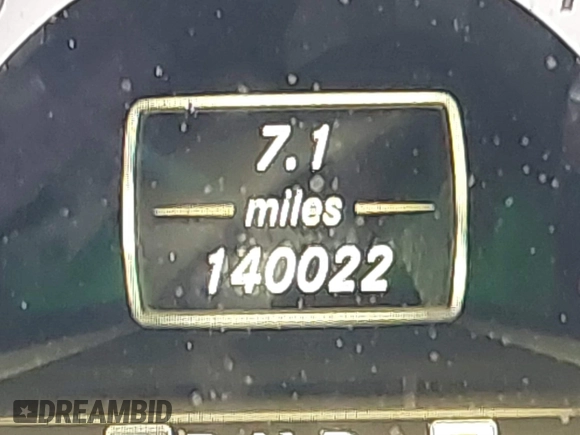 7.1
miles
140022
DREAMBID